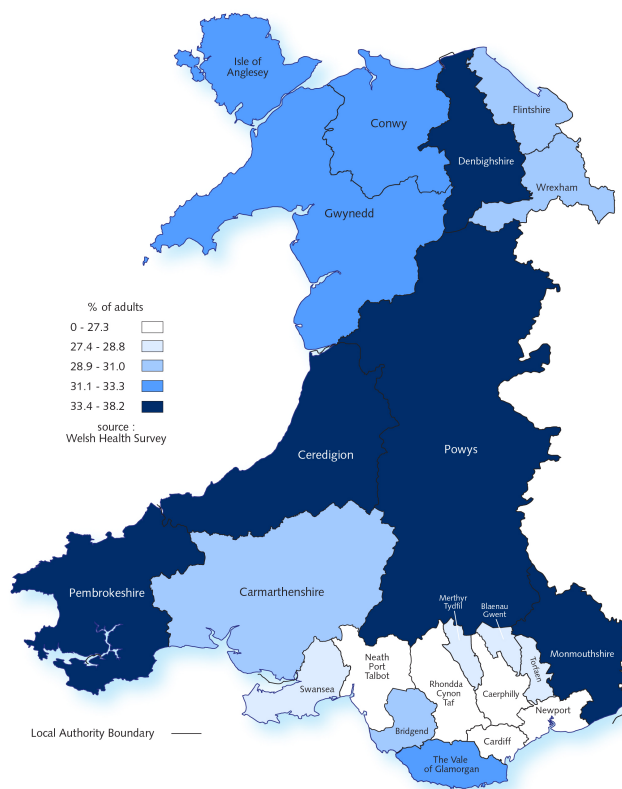 Isle of
Anglesey
Flintshire
Conwy
Denbighshire
Wrexham
Gwynedd
% of adults
0 - 27.3
27.4 - 28.8
28.9 - 31.0
31.1 - 33.3
33.4 - 38.2
source :
Welsh Health Survey
Ceredigion
Powys
Pembrokeshire
Carmarthenshire
Merthyr
Tydfil
Blaenau
Gwent
Monmouthshire
Neath
Port
Talbot
Torfaen
Swansea
Rhondda
Cynon
Taf
Caerphilly
Newport
Bridgend
Cardiff
The Vale
of Glamorgan
Local Authority Boundary